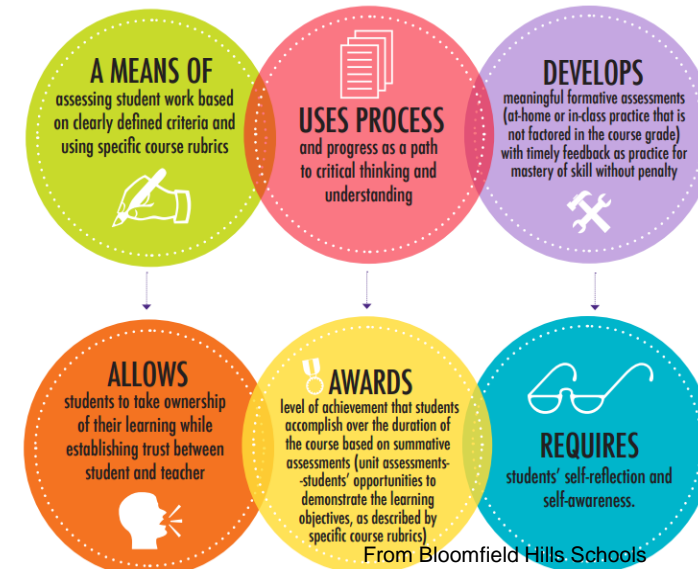 A MEANS OF
assessing student work based
on clearly defined criteria and
using specific course rubrics
USES PROCESS
and progress as a path
to critical thinking and
understanding
DEVELOPS
meaningful formative assessments
(at-home or in-class practice that is
not factored in the course grade)
with timely feedback as practice for
mastery of skill without penalty
ALLOWS
students to take ownership
of their learning while
establishing trust between
student and teacher
AWARDS
level of achievement that students
accomplish over the duration of
the course based on summative
assessments (unit assessments-
-students' opportunities to
demonstrate the learning
objectives, as described by
specific course rubrics)
REQUIRES
students' self-reflection and
self-awareness.
From Bloomfield Hills Schools